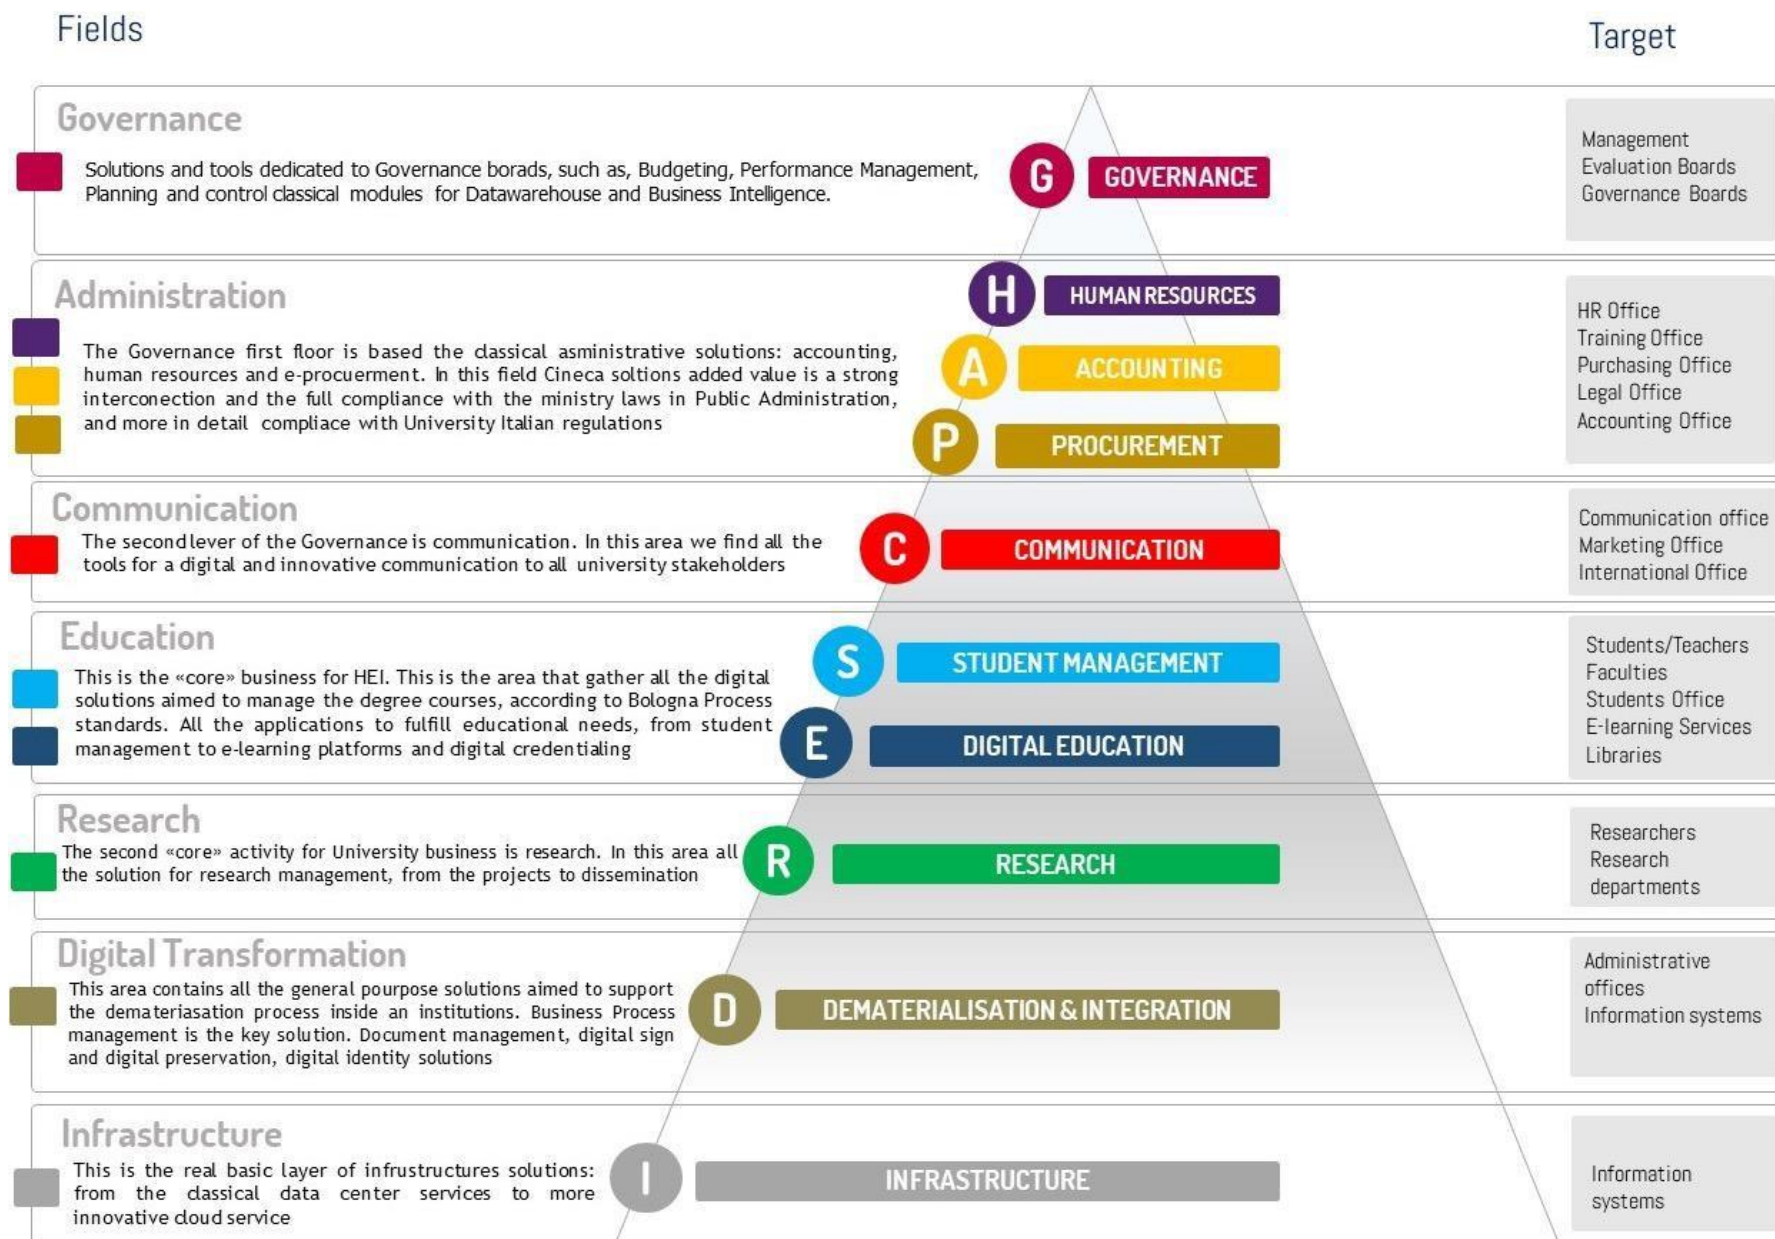 Fields
Target
Governance
Solutions and tools dedicated to Governance borads, such as, Budgeting, Performance Management,
Planning and control classical modules for Datawarehouse and Business Intelligence.
G
GOVERNANCE
Management
Evaluation Boards
Governance Boards
Administration
The Governance first floor is based the classical asministrative solutions: accounting,
human resources and e-procuerment. In this field Cineca soltions added value is a strong
interconection and the full compliance with the ministry laws in Public Administration,
and more in detail compliace with University Italian regulations
H
HUMAN RESOURCES
A
ACCOUNTING
P
PROCUREMENT
HR Office
Training Office
Purchasing Office
Legal Office
Accounting Office
Communication
The second lever of the Governance is communication. In this area we find all the
tools for a digital and innovative communication to all university stakeholders
C
COMMUNICATION
Communication office
Marketing Office
International Office
Education
This is the «core» business for HEI. This is the area that gather all the digital
solutions aimed to manage the degree courses, according to Bologna Process
standards. All the applications to fulfill educational needs, from student
management to e-learning platforms and digital credentialing
S
STUDENT MANAGEMENT
E
DIGITAL EDUCATION
Students/Teachers
Faculties
Students Office
E-learning Services
Libraries
Research
The second «core» activity for University business is research. In this area all
the solution for research management, from the projects to dissemination
R
RESEARCH
Researchers
Research
departments
Digital Transformation
This area contains all the general pourpose solutions aimed to support
the demateriasation process inside an institutions. Business Process
management is the key solution. Document management, digital sign
and digital preservation, digital identity solutions
D
DEMATERIALISATION & INTEGRATION
Administrative
offices
Information systems
Infrastructure
This is the real basic layer of infrustructures solutions:
from the classical data center services to more
innovative cloud service
I
INFRASTRUCTURE
Information
systems